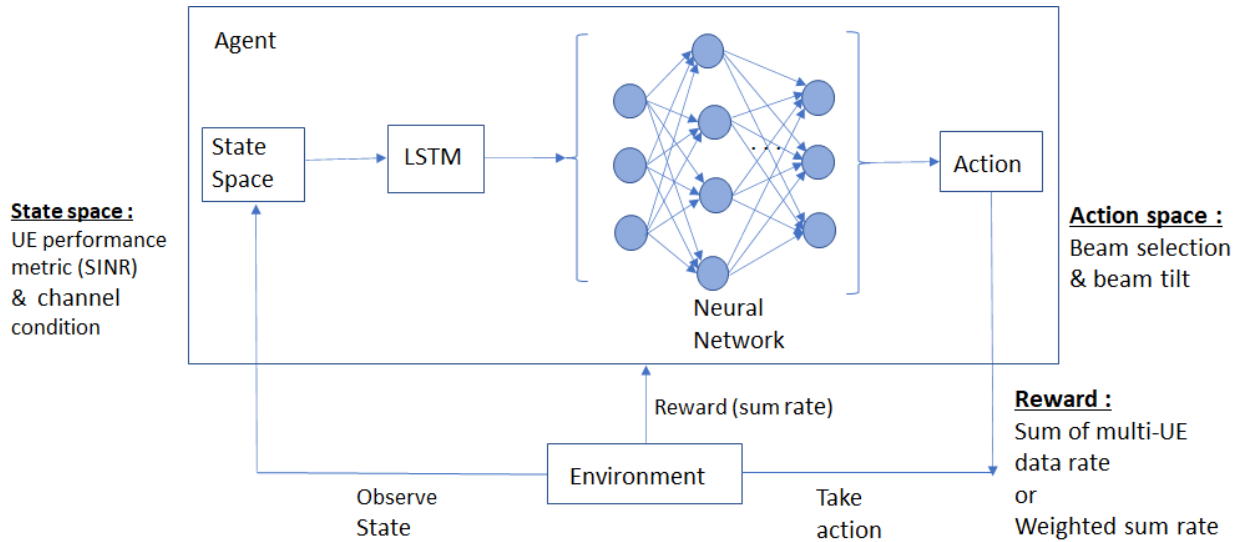 Agent
State
Space
LSTM
. . .
Action
Neural
Network
State space :
UE performance
metric (SINR)
& channel
condition
Action space :
Beam selection
& beam tilt
Reward (sum rate)
Reward :
Sum of multi-UE
data rate
or
Weighted sum rate
Environment
Observe
State
Take
action